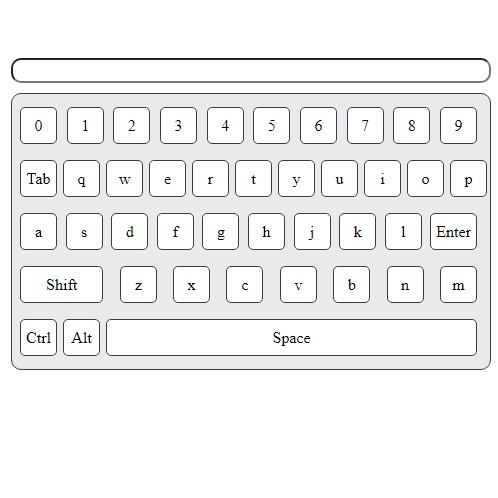 0 1 2 3 4 5 6 7 8 9
Tab q w e r t y u i o p
a s d f g h j k l Enter
Shift z x c v b n m
Ctrl Alt Space